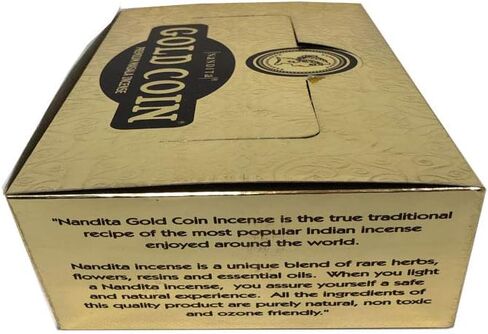 NANDITA
GOLD COIN
PREMIUM MASALA INCENSE
"Nandita Gold Coin Incense is the true traditional
recipe of the most popular Indian incense
enjoyed around the world.
Nandita incense is a unique blend of rare herbs,
flowers, resins and essential oils. When you light
a Nandita incense, you assure yourself a safe
and natural experience. All the ingredients of
this quality product are purely natural, non toxic
and ozone friendly."